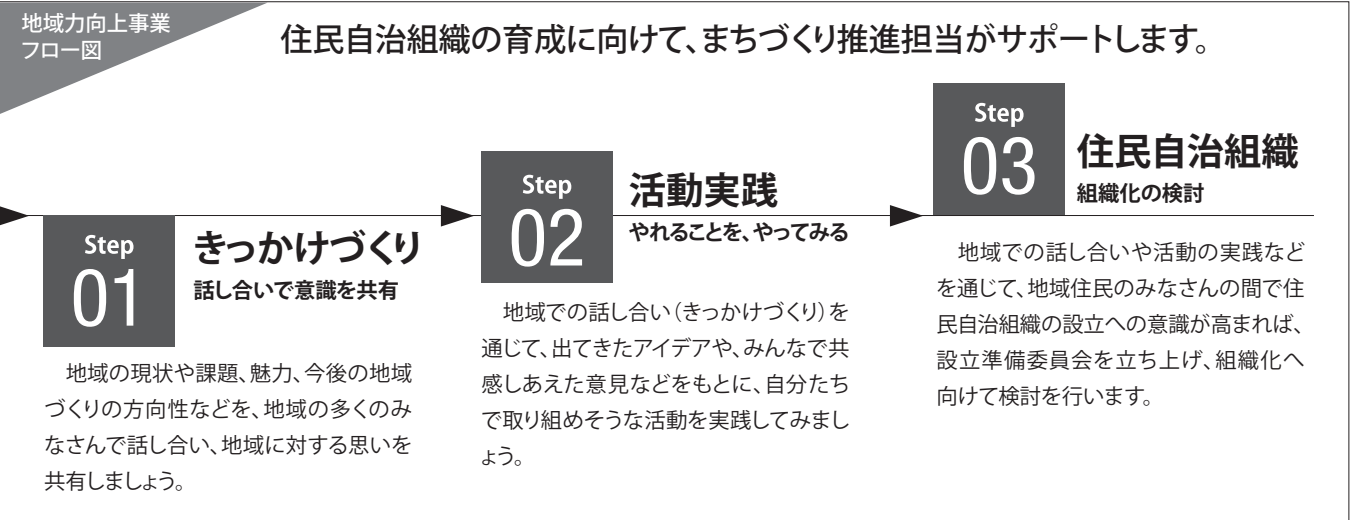 地域力向上事業
フロー図
住民自治組織の育成に向けて、まちづくり推進担当がサポートします。
Step
01
きっかけづくり
話し合いで意識を共有
地域の現状や課題、魅力、今後の地域
づくりの方向性などを、地域の多くのみ
なさんで話し合い、地域に対する思いを
共有しましょう。
Step
02
活動実践
やれることを、やってみる
地域での話し合い（きっかけづくり）を
通じて、出てきたアイデアや、みんなで共
感しあえた意見などをもとに、自分たち
で取り組めそうな活動を実践してみまし
ょう。
Step
03
住民自治組織
組織化の検討
地域での話し合いや活動の実践など
を通じて、地域住民のみなさんの間で住
民自治組織の設立への意識が高まれば、
設立準備委員会を立ち上げ、組織化へ
向けて検討を行います。